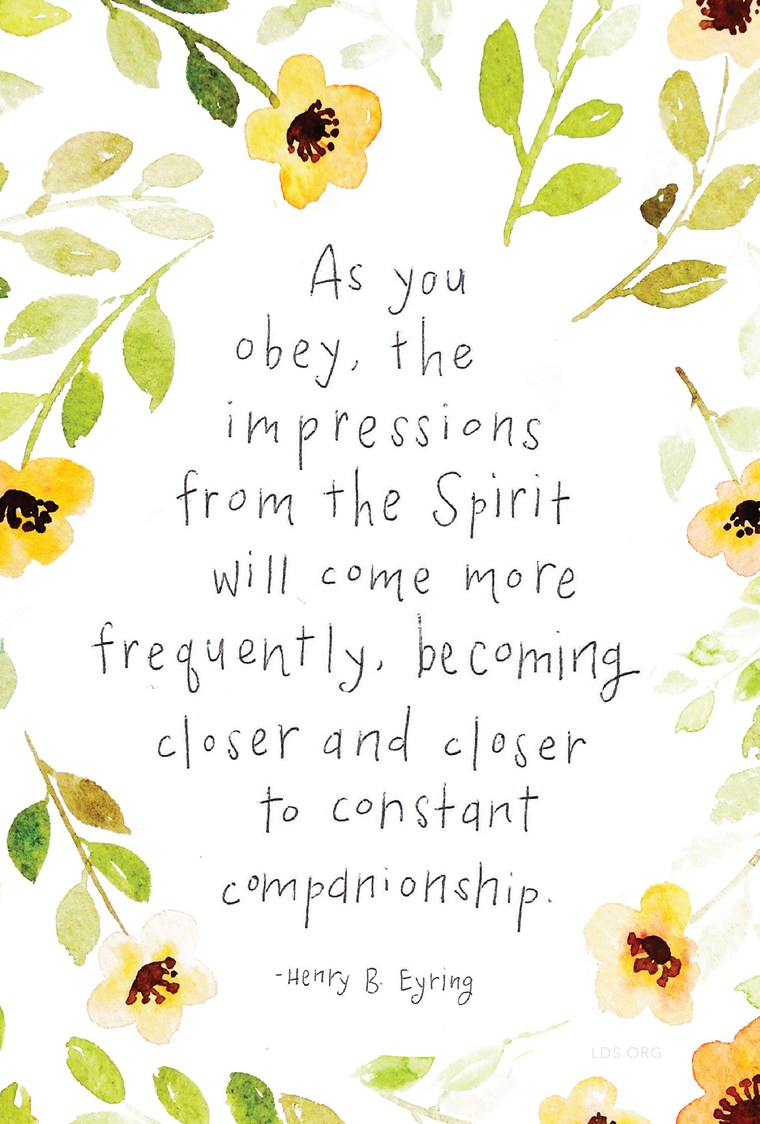 As you
obey, the
impressions
from the Spirit
will come more
frequently, becoming
closer and closer
to constant
companionship.
-Henry B. Eyring
LDS.ORG